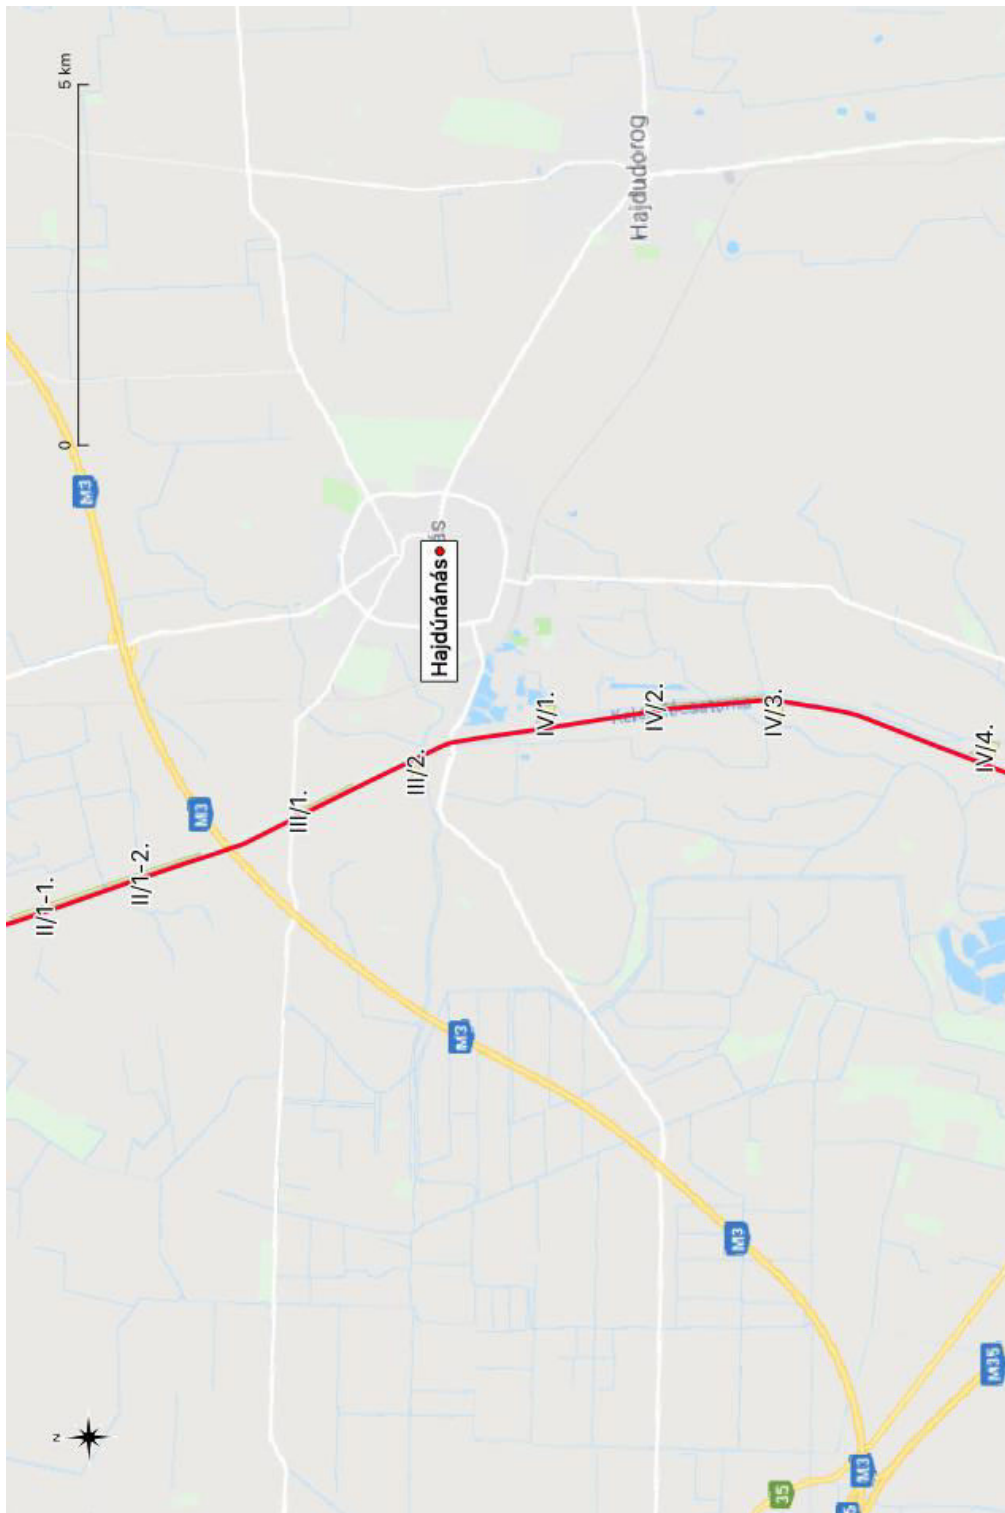 N
0
5 km
M3
M3
M3
M3
M3
M35
35
Hajdúnánás
ás
Hajdudorog
II/1-1.
II/1-2.
III/1.
III/2.
IV/1.
IV/2.
IV/3.
IV/4.